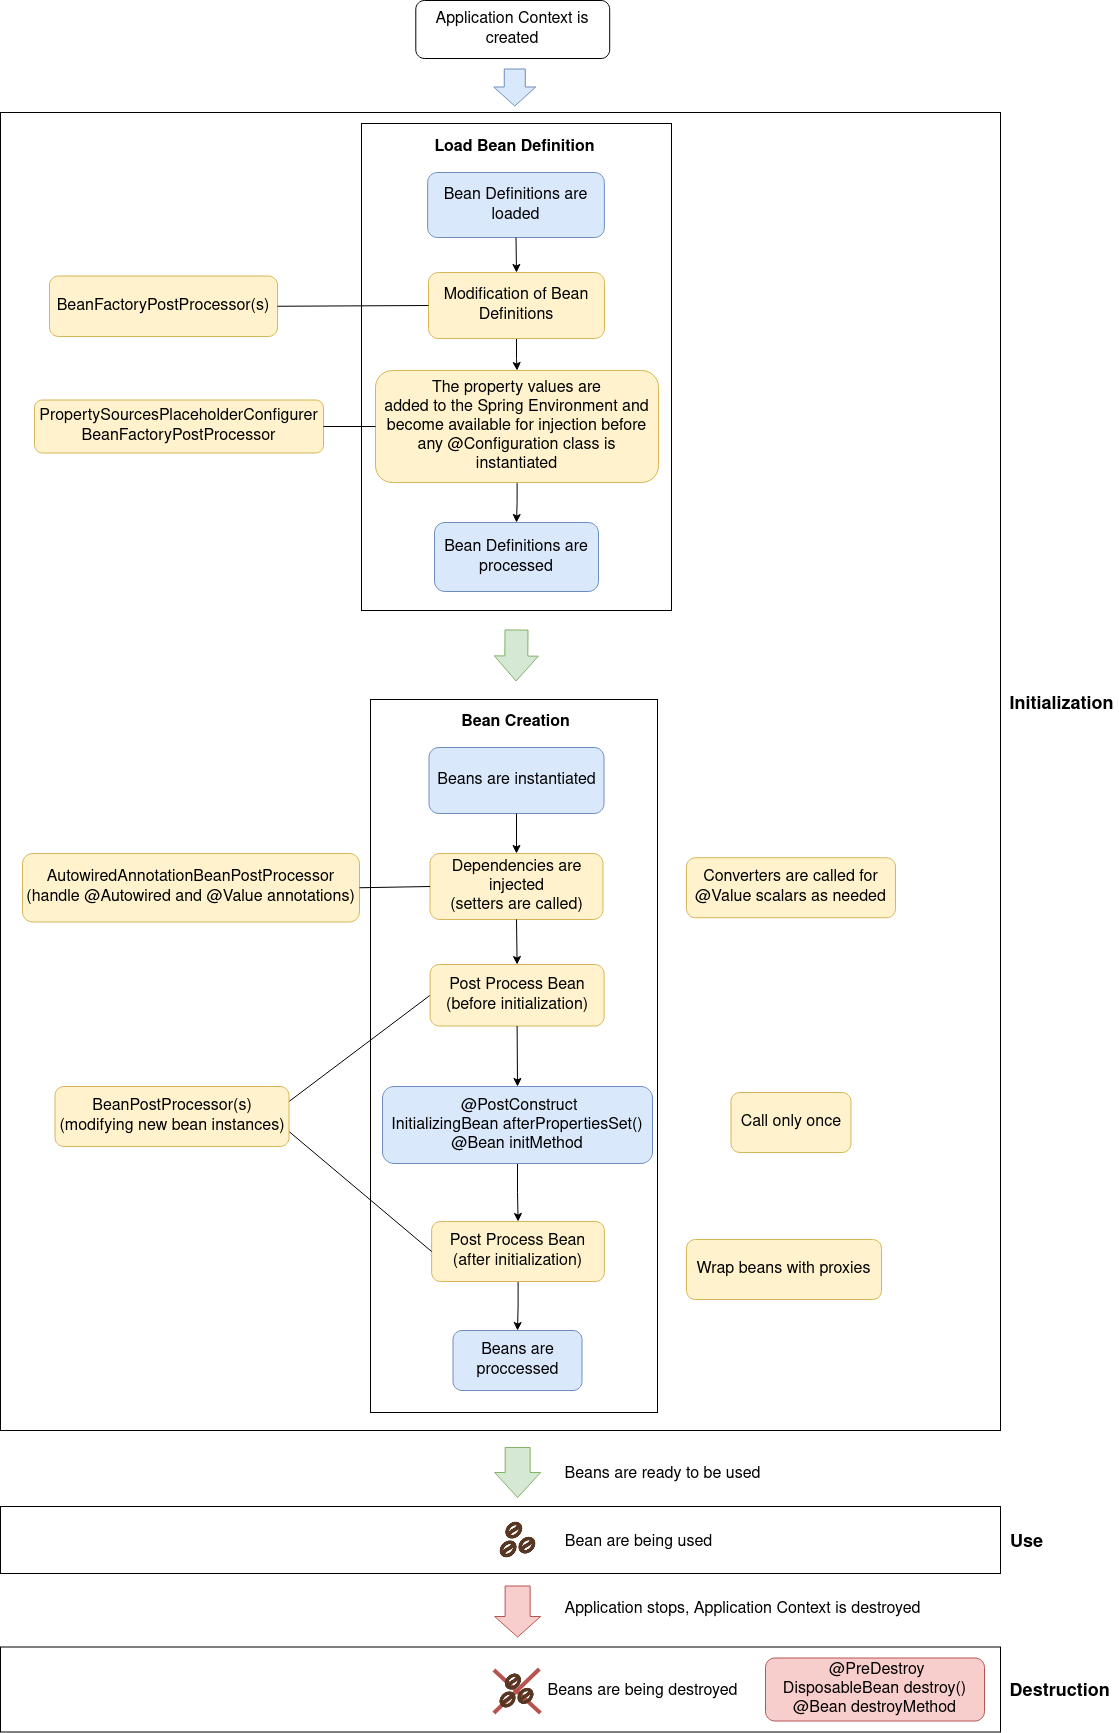 Application Context is
created
Load Bean Definition
Bean Definitions are
loaded
BeanFactoryPostProcessor(s)
Modification of Bean
Definitions
PropertySourcesPlaceholderConfigurer
BeanFactoryPostProcessor
The property values are
added to the Spring Environment and
become available for injection before
any @Configuration class is
instantiated
Bean Definitions are
processed
Initialization
Bean Creation
Beans are instantiated
AutowiredAnnotationBeanPostProcessor
(handle @Autowired and @Value annotations)
Dependencies are
injected
(setters are called)
Converters are called for
@Value scalars as needed
Post Process Bean
(before initialization)
BeanPostProcessor(s)
(modifying new bean instances)
@PostConstruct
InitializingBean afterPropertiesSet()
@Bean initMethod
Call only once
Post Process Bean
(after initialization)
Wrap beans with proxies
Beans are
proccessed
Beans are ready to be used
Bean are being used
Use
Application stops, Application Context is destroyed
Beans are being destroyed
@PreDestroy
DisposableBean destroy()
@Bean destroyMethod
Destruction